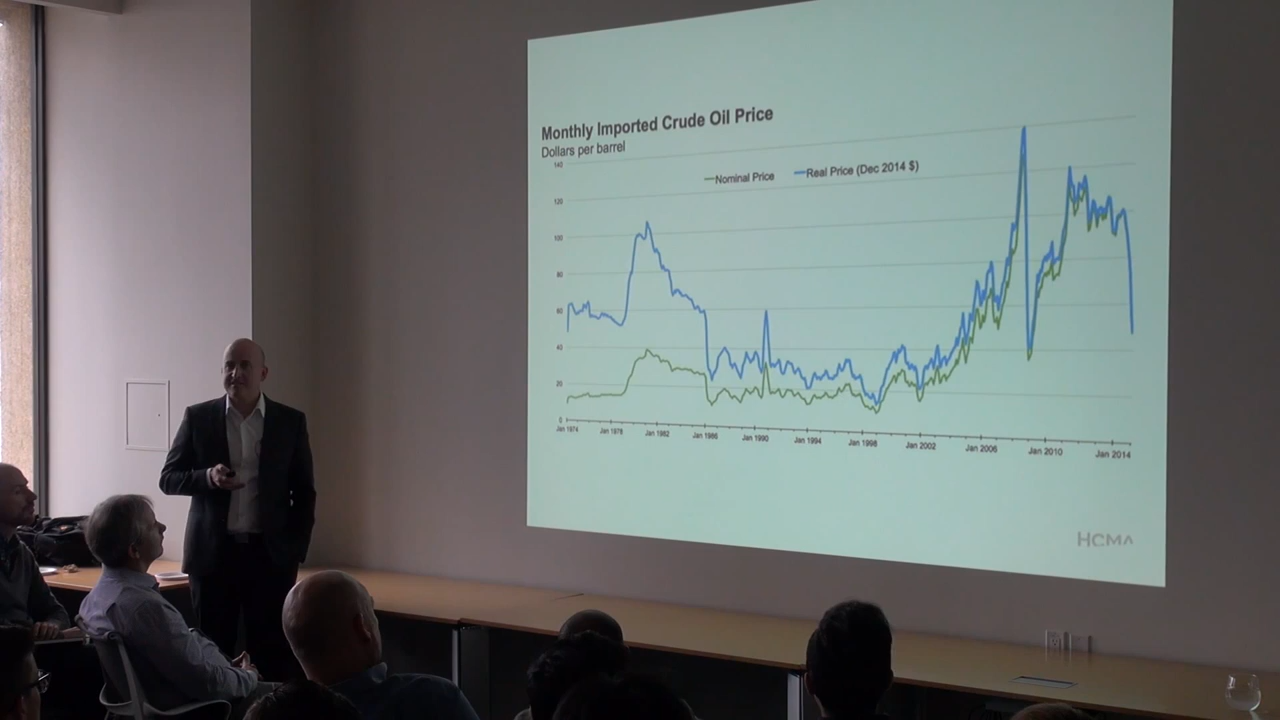 Monthly Imported Crude Oil Price
Dollars per barrel
140
Nominal Price Real Price (Dec 2014 $)
120
100
80
60
40
20
0
Jan 1974 Jan 1978 Jan 1982 Jan 1986 Jan 1990 Jan 1994 Jan 1998 Jan 2002 Jan 2006 Jan 2010 Jan 2014
HCMA